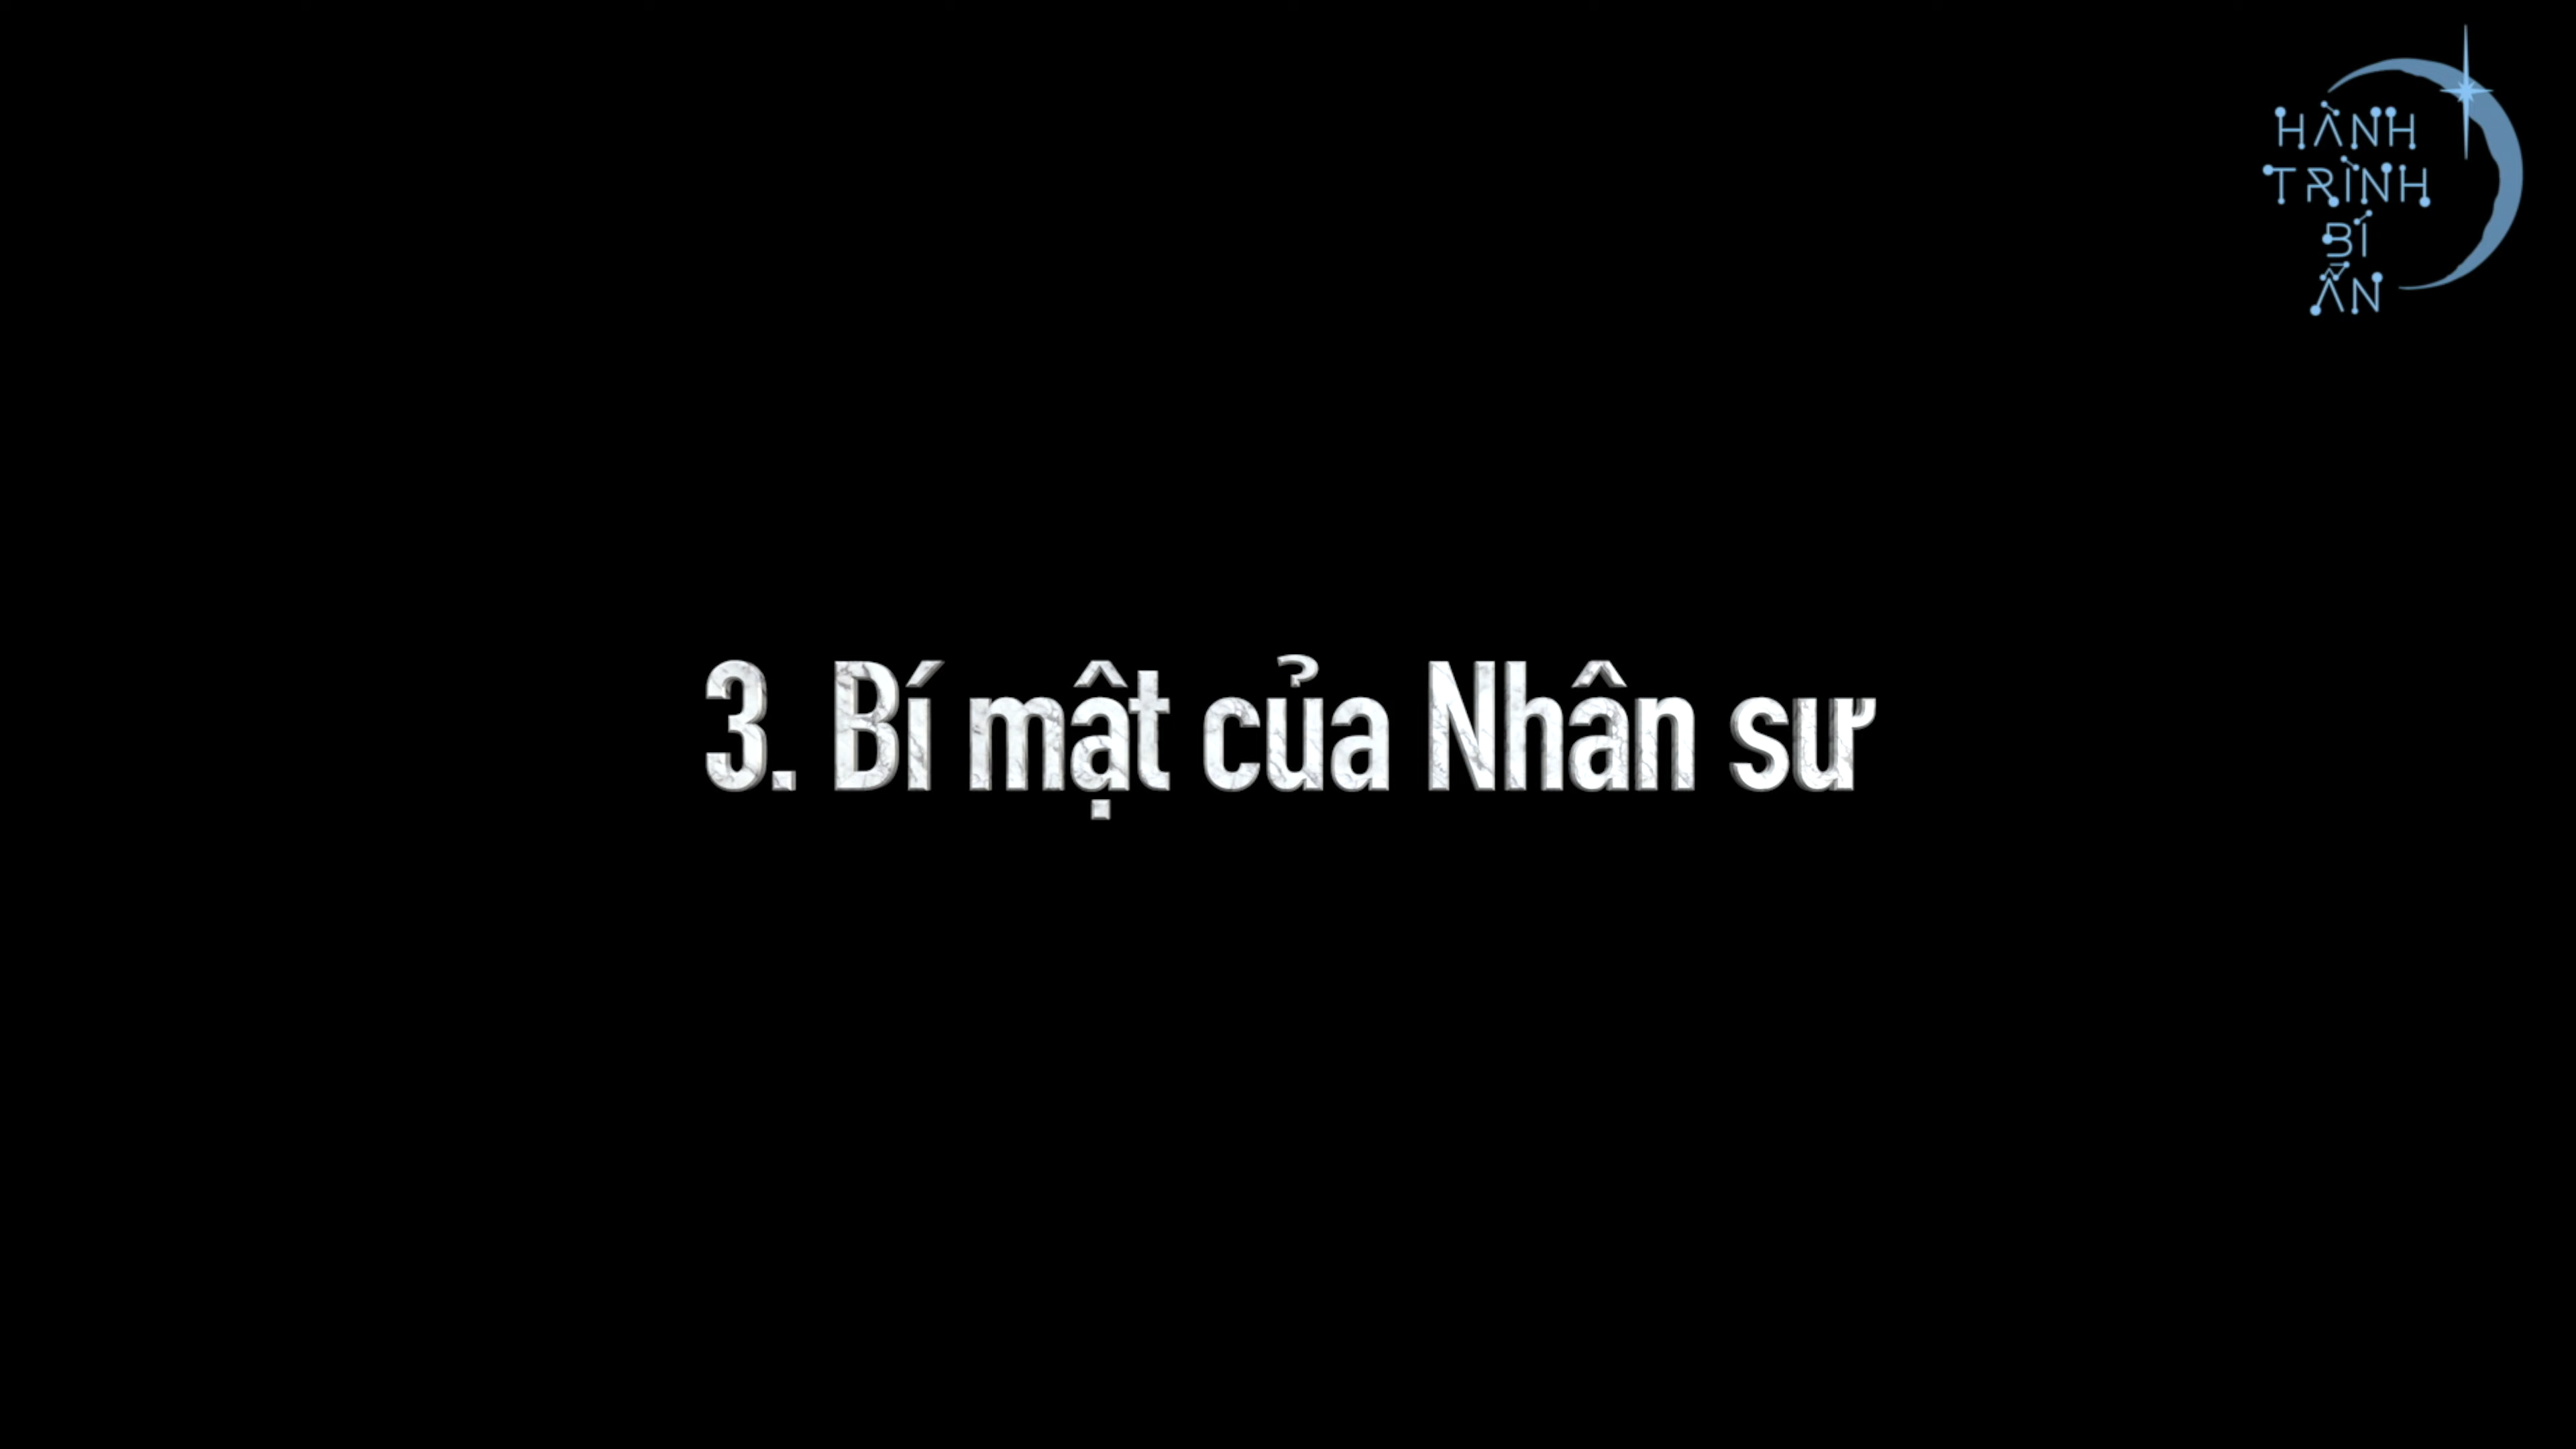 HÀNH
TRÌNH
BÍ
ẨN
3. Bí mật của Nhân sư